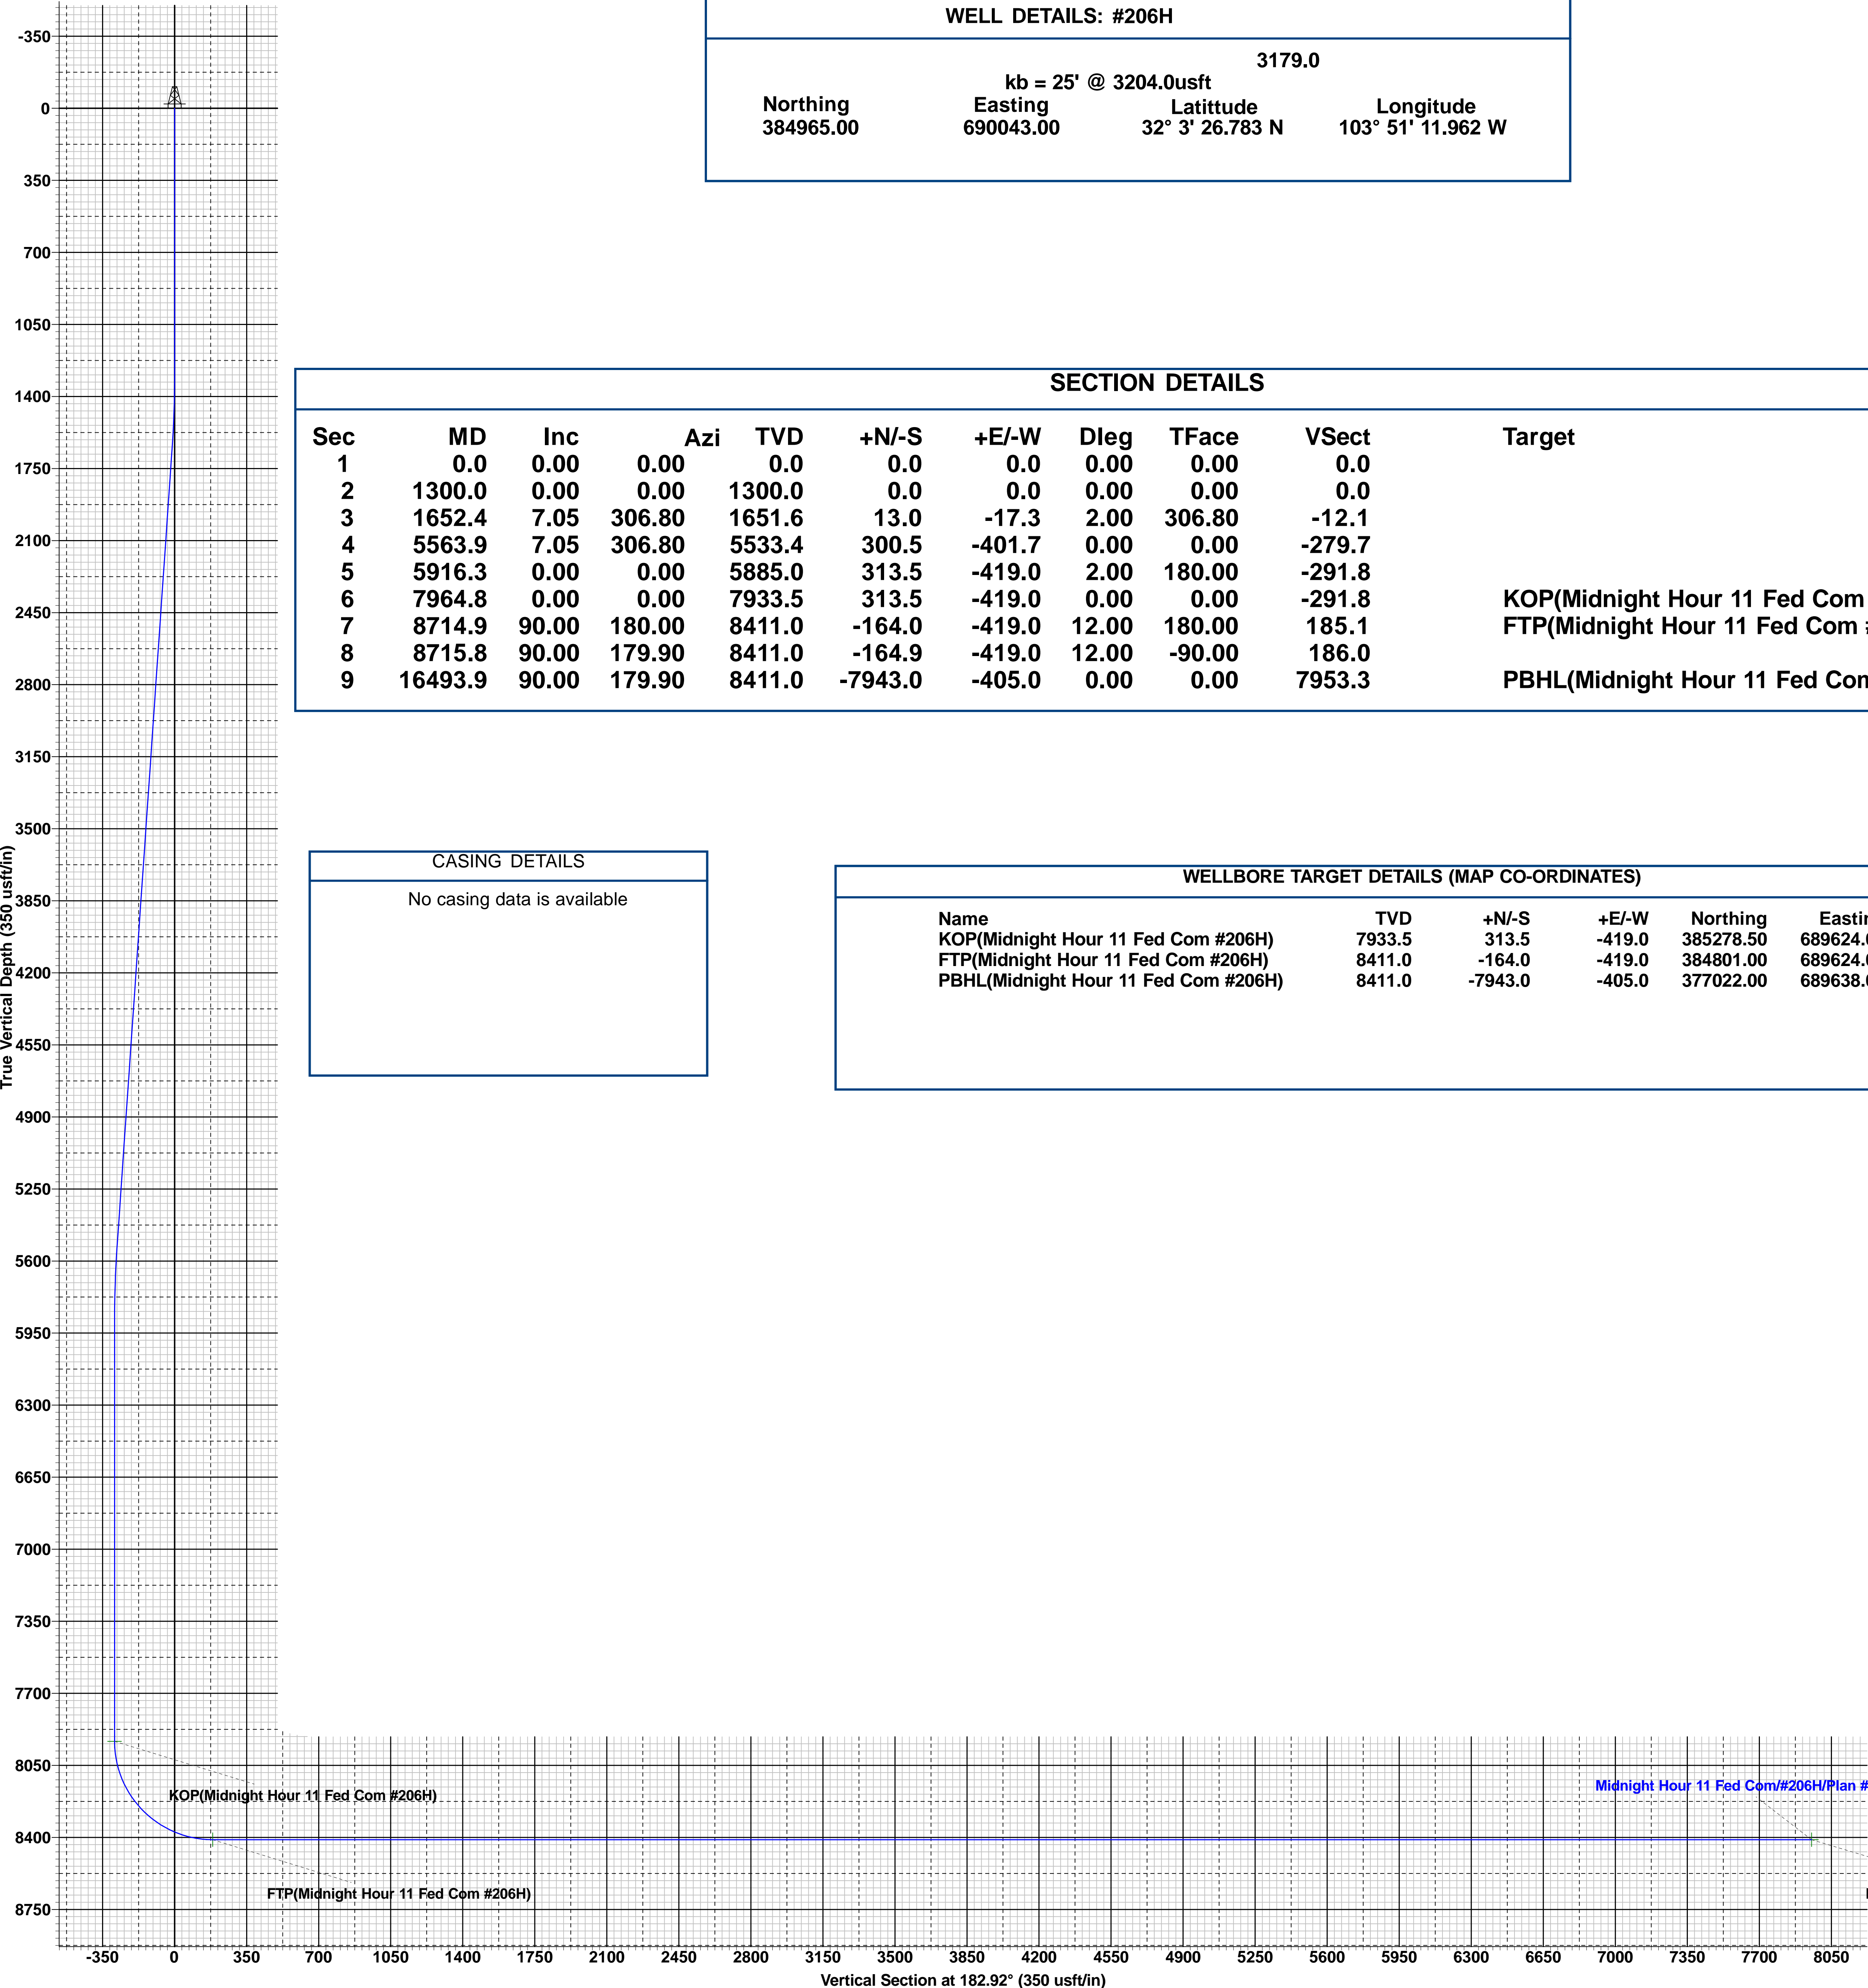 WELL DETAILS: #206H
3179.0
kb = 25' @ 3204.0usft
Northing Easting Latittude Longitude
384965.00 690043.00 32° 3' 26.783 N 103° 51' 11.962 W
SECTION DETAILS
Sec MD Inc Azi TVD +N/-S +E/-W Dleg TFace VSect Target
1 0.0 0.00 0.00 0.0 0.0 0.0 0.00 0.00 0.0
2 1300.0 0.00 0.00 1300.0 0.0 0.0 0.00 0.00 0.0
3 1652.4 7.05 306.80 1651.6 13.0 -17.3 2.00 306.80 -12.1
4 5563.9 7.05 306.80 5533.4 300.5 -401.7 0.00 0.00 -279.7
5 5916.3 0.00 0.00 5885.0 313.5 -419.0 2.00 180.00 -291.8
6 7964.8 0.00 0.00 7933.5 313.5 -419.0 0.00 0.00 -291.8 KOP(Midnight Hour 11 Fed Com
7 8714.9 90.00 180.00 8411.0 -164.0 -419.0 12.00 180.00 185.1 FTP(Midnight Hour 11 Fed Com
8 8715.8 90.00 179.90 8411.0 -164.9 -419.0 12.00 -90.00 186.0
9 16493.9 90.00 179.90 8411.0 -7943.0 -405.0 0.00 0.00 7953.3 PBHL(Midnight Hour 11 Fed Com
CASING DETAILS
No casing data is available
WELLBORE TARGET DETAILS (MAP CO-ORDINATES)
Name TVD +N/-S +E/-W Northing
KOP(Midnight Hour 11 Fed Com #206H) 7933.5 313.5 -419.0 385278.50 689624.
FTP(Midnight Hour 11 Fed Com #206H) 8411.0 -164.0 -419.0 384801.00 689624.
PBHL(Midnight Hour 11 Fed Com #206H) 8411.0 -7943.0 -405.0 377022.00 689638.
True Vertical Depth (350 usft/in)
-350
0
350
700
1050
1400
1750
2100
2450
2800
3150
3500
3850
4200
4550
4900
5250
5600
5950
6300
6650
7000
7350
7700
8050
8400
8750
KOP(Midnight Hour 11 Fed Com #206H)
Midnight Hour 11 Fed Com/#206H/Plan #
FTP(Midnight Hour 11 Fed Com #206H)
-350 0 350 700 1050 1400 1750 2100 2450 2800 3150 3500 3850 4200 4550 4900 5250 5600 5950 6300 6650 7000 7350 7700 8050
Vertical Section at 182.92° (350 usft/in)